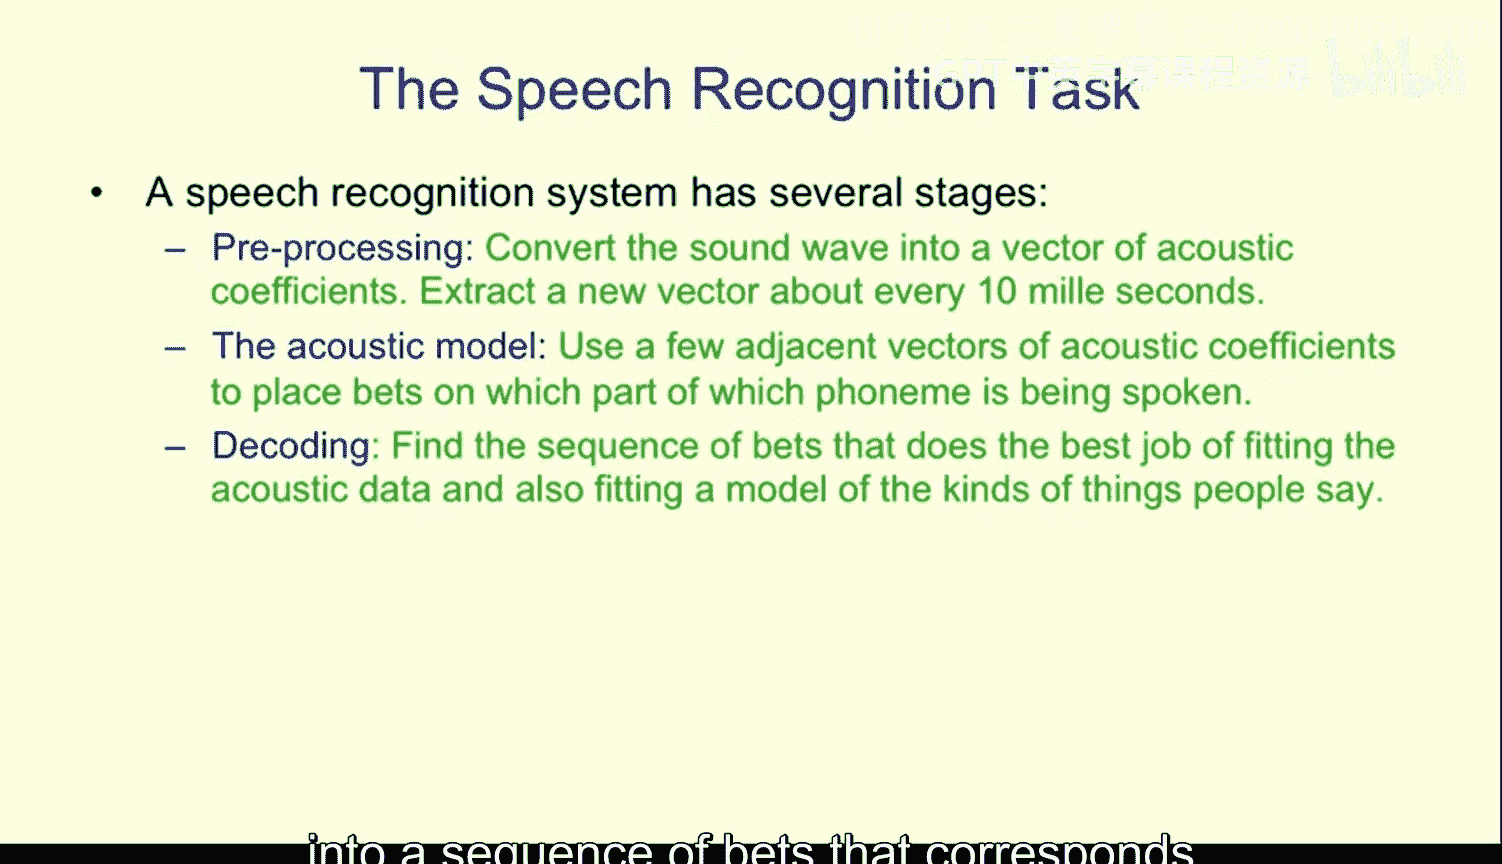 The Speech Recognition Task
• A speech recognition system has several stages:
– Pre-processing: Convert the sound wave into a vector of acoustic
coefficients. Extract a new vector about every 10 mille seconds.
– The acoustic model: Use a few adjacent vectors of acoustic coefficients
to place bets on which part of which phoneme is being spoken.
– Decoding: Find the sequence of bets that does the best job of fitting the
acoustic data and also fitting a model of the kinds of things people say.
into a sequence of bets that corresponds